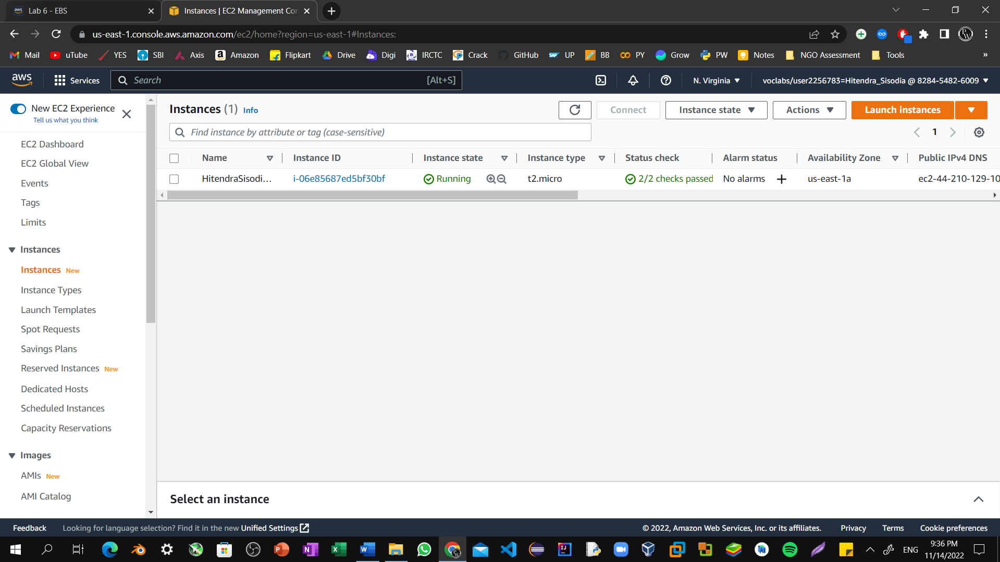 aws Lab 6 - EBS
Instances | EC2 Management Con
us-east-1.console.aws.amazon.com/ec2/home?region=us-east-1#Instances:
Mail uTube YES SBI Axis Amazon Flipkart Drive Digi IRCTC Crack GitHub UP BB PY Grow PW Notes NGO Assessment Tools »
aws Services Search [Alt+S] N. Virginia voclabs/user2256783=Hitendra_Sisodia @ 8284-5482-6009
New EC2 Experience
Tell us what you think
EC2 Dashboard
EC2 Global View
Events
Tags
Limits
Instances
Instances New
Instance Types
Launch Templates
Spot Requests
Savings Plans
Reserved Instances New
Dedicated Hosts
Scheduled Instances
Capacity Reservations
Images
AMIs New
AMI Catalog
Instances (1) Info
Connect Instance state Actions Launch instances
Find instance by attribute or tag (case-sensitive)
1
Name Instance ID Instance state Instance type Status check Alarm status Availability Zone Public IPv4 DNS
HitendraSisodi... i-06e85687ed5bf30bf Running t2.micro 2/2 checks passed No alarms + us-east-1a ec2-44-210-129-10
Select an instance
Feedback Looking for language selection? Find it in the new Unified Settings © 2022, Amazon Web Services, Inc. or its affiliates. Privacy Terms Cookie preferences
ENG
9:36 PM
11/14/2022